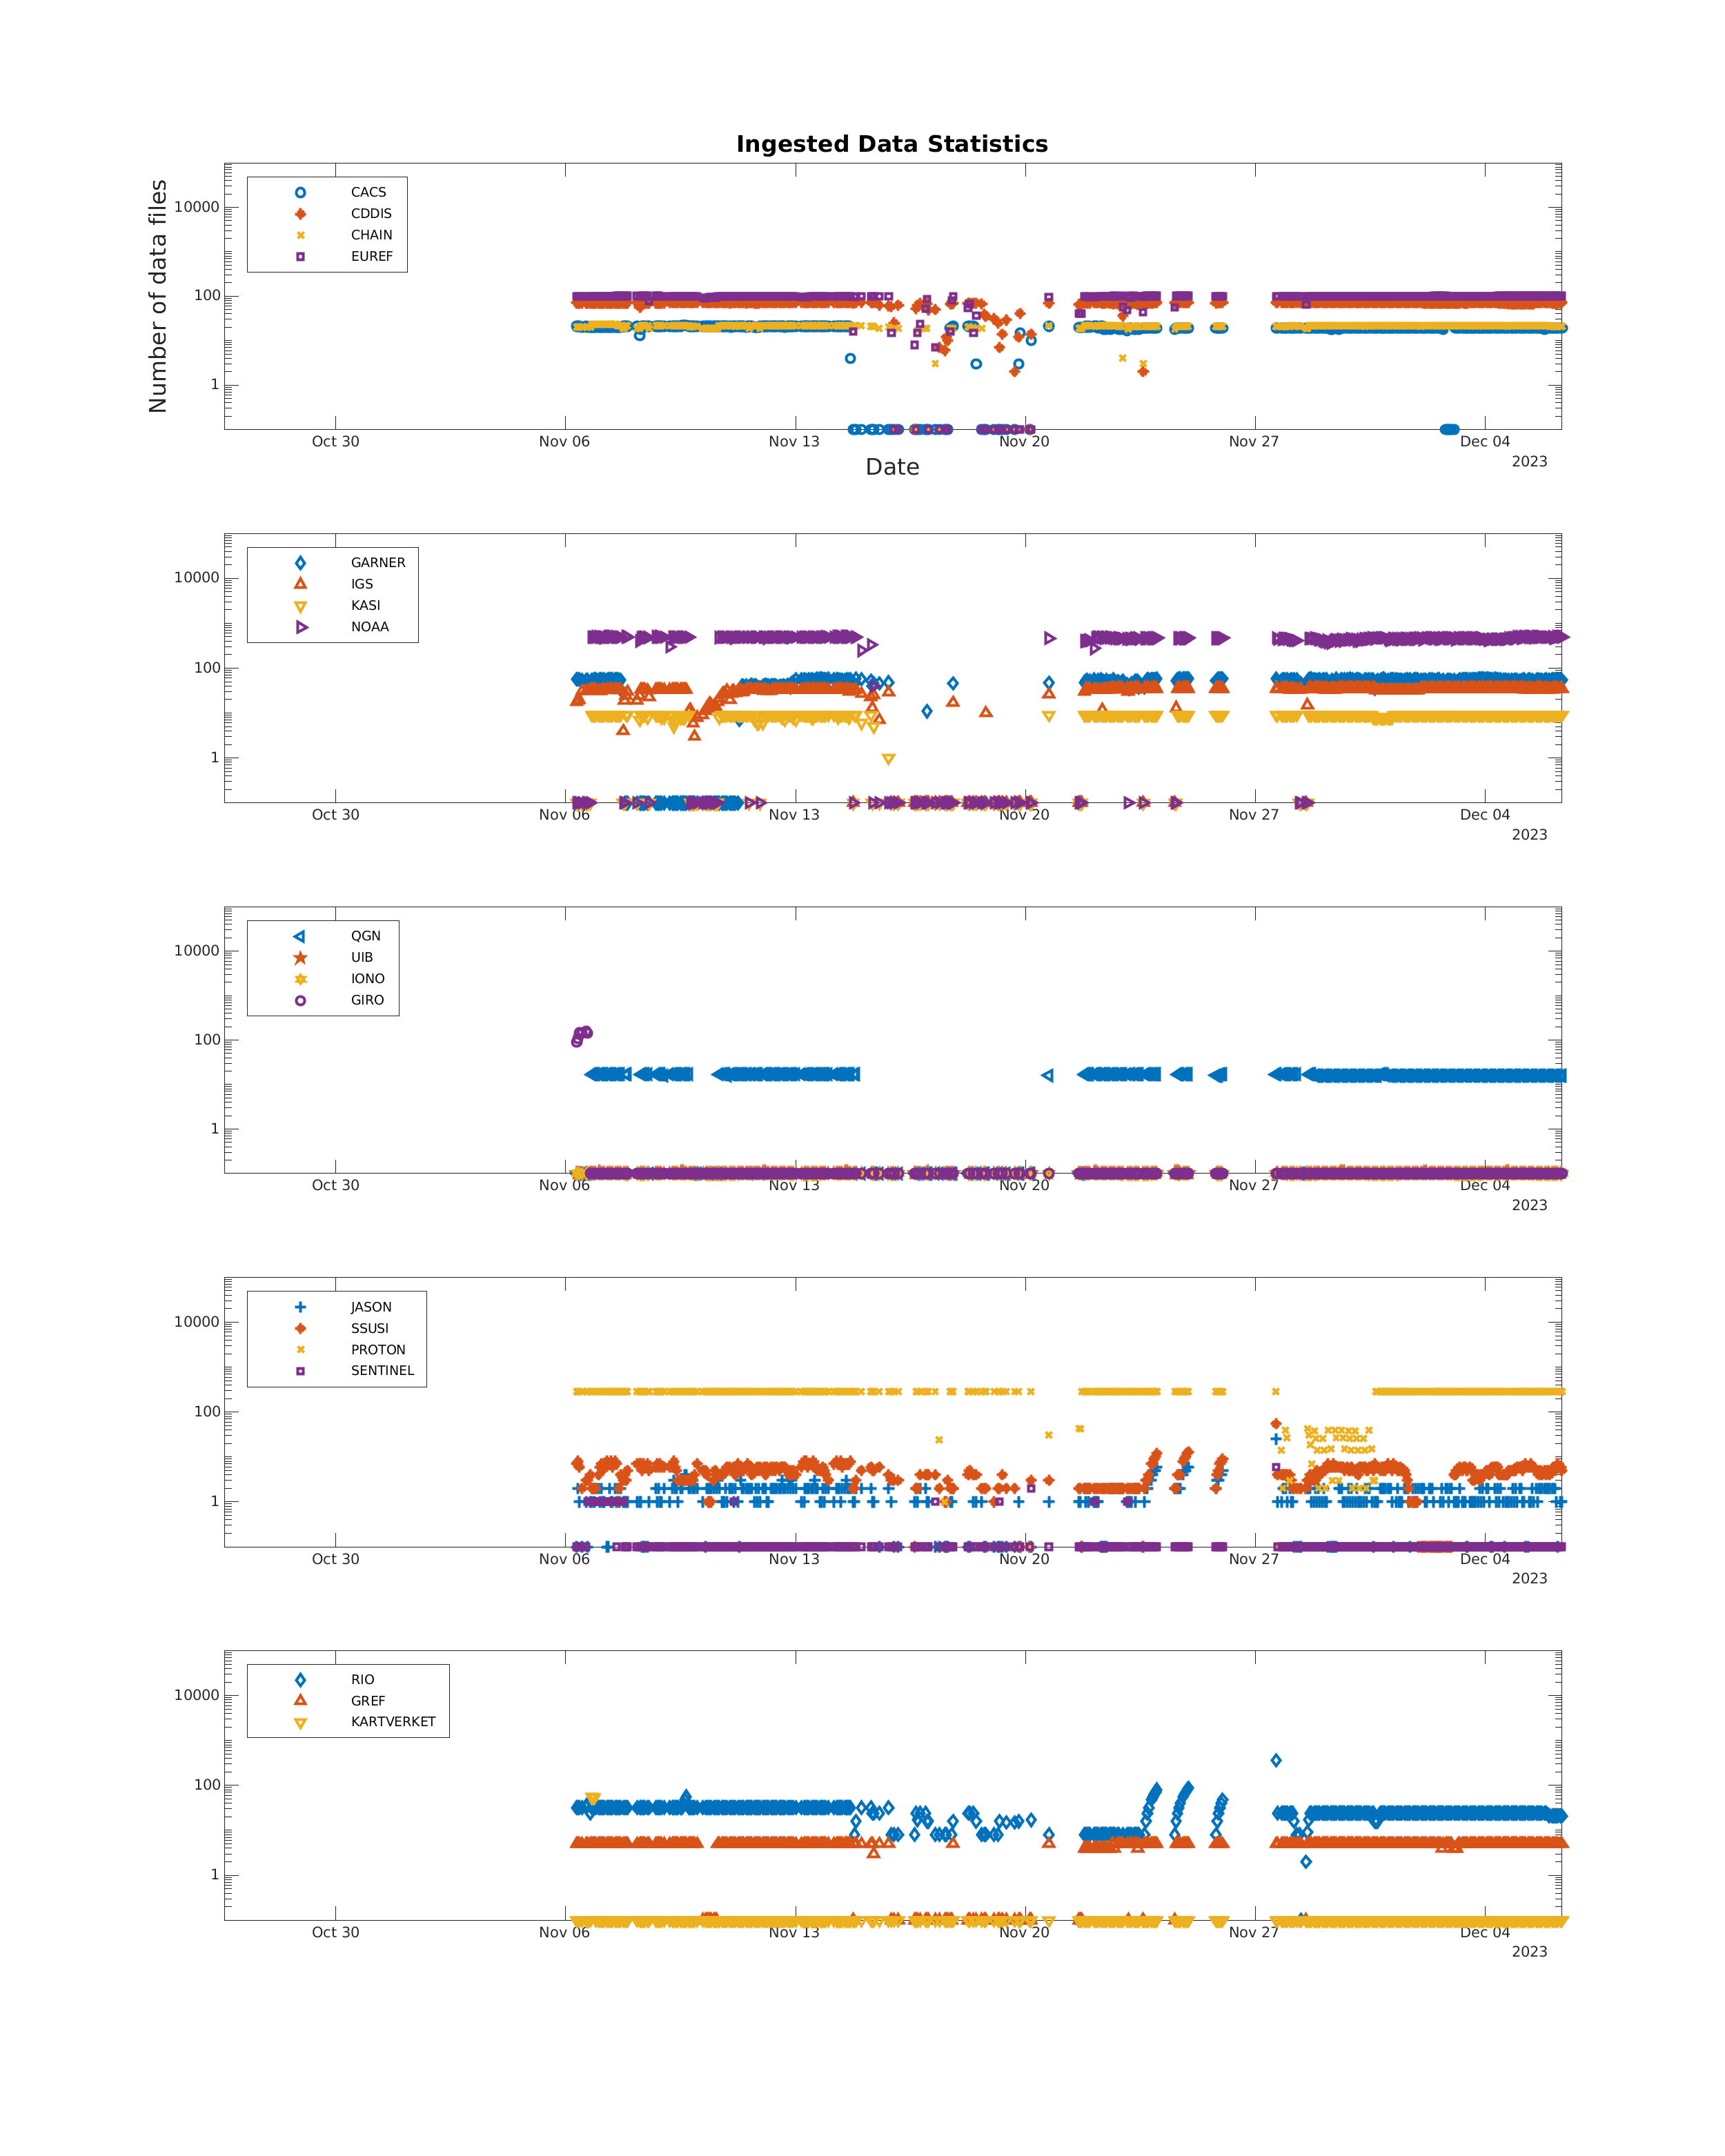 Ingested Data Statistics
Number of data files
10000
100
1
CACS
CDDIS
CHAIN
EUREF
Oct 30 Nov 06 Nov 13 Nov 20 Nov 27 Dec 04
2023
Date
10000
100
1
GARNER
IGS
KASI
NOAA
Oct 30 Nov 06 Nov 13 Nov 20 Nov 27 Dec 04
2023
10000
100
1
QGN
UIB
IONO
GIRO
Oct 30 Nov 06 Nov 13 Nov 20 Nov 27 Dec 04
2023
10000
100
1
JASON
SSUSI
PROTON
SENTINEL
Oct 30 Nov 06 Nov 13 Nov 20 Nov 27 Dec 04
2023
10000
100
1
RIO
GREF
KARTVERKET
Oct 30 Nov 06 Nov 13 Nov 20 Nov 27 Dec 04
2023